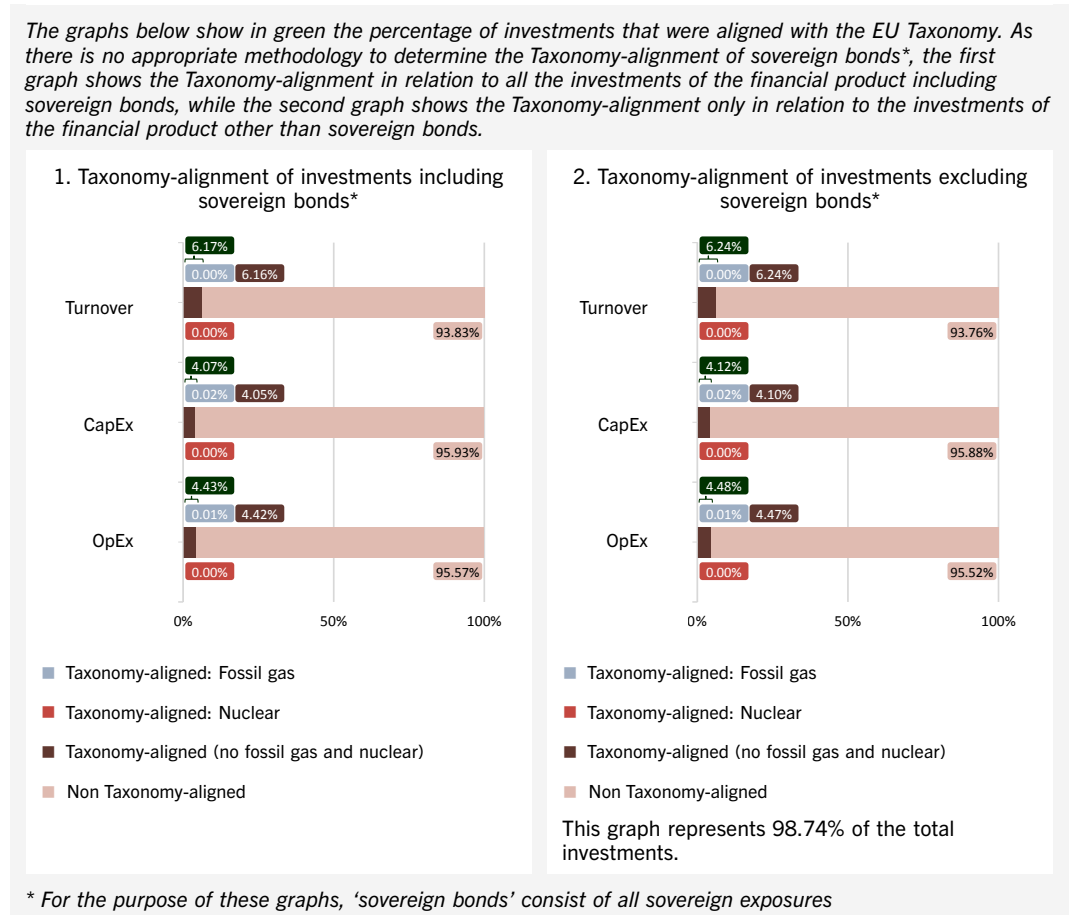 The graphs below show in green the percentage of investments that were aligned with the EU Taxonomy. As
there is no appropriate methodology to determine the Taxonomy-alignment of sovereign bonds*, the first
graph shows the Taxonomy-alignment in relation to all the investments of the financial product including
sovereign bonds, while the second graph shows the Taxonomy-alignment only in relation to the investments of
the financial product other than sovereign bonds.
1. Taxonomy-alignment of investments including
sovereign bonds*
6.17%
0.00% 6.16%
Turnover
0.00% 93.83%
4.07%
0.02% 4.05%
CapEx
0.00% 95.93%
4.43%
0.01% 4.42%
OpEx
0.00% 95.57%
0% 50% 100%
Taxonomy-aligned: Fossil gas
Taxonomy-aligned: Nuclear
Taxonomy-aligned (no fossil gas and nuclear)
Non Taxonomy-aligned
2. Taxonomy-alignment of investments excluding
sovereign bonds*
6.24%
0.00% 6.24%
Turnover
0.00% 93.76%
4.12%
0.02% 4.10%
CapEx
0.00% 95.88%
4.48%
0.01% 4.47%
OpEx
0.00% 95.52%
0% 50% 100%
Taxonomy-aligned: Fossil gas
Taxonomy-aligned: Nuclear
Taxonomy-aligned (no fossil gas and nuclear)
Non Taxonomy-aligned
This graph represents 98.74% of the total
investments.
* For the purpose of these graphs, ‘sovereign bonds’ consist of all sovereign exposures